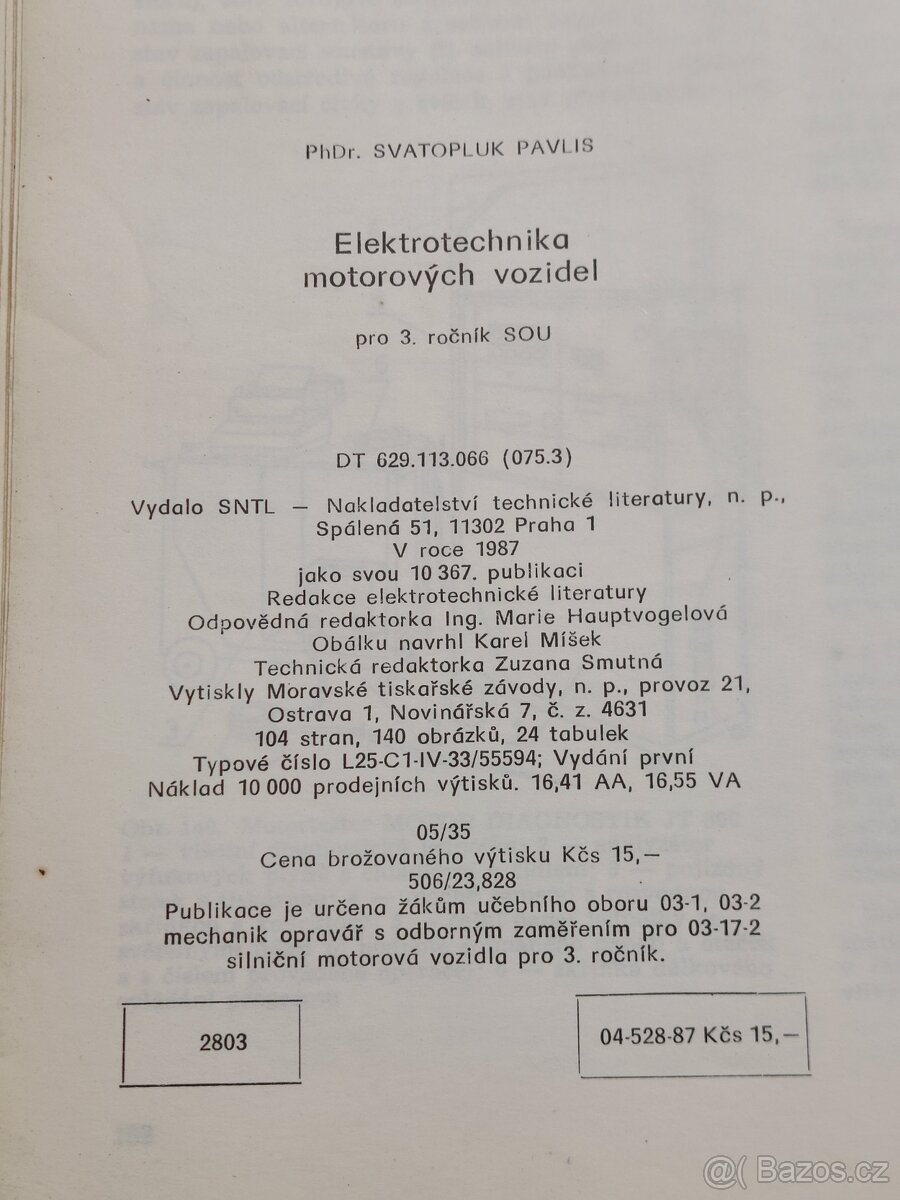 PhDr. SVATOPLUK PAVLIS
Elektrotechnika
motorových vozidel
pro 3. ročník SOU
DT 629.113.066 (075.3)
Vydalo SNTL — Nakladatelství technické literatury, n. p.,
Spálená 51, 11302 Praha 1
V roce 1987
jako svou 10 367. publikaci
Redakce elektrotechnické literatury
Odpovědná redaktorka Ing. Marie Hauptvogelová
Obálku navrhl Karel Míšek
Technická redaktorka Zuzana Smutná
Vytiskly Moravské tiskařské závody, n. p., provoz 21,
Ostrava 1, Novinářská 7, č. z. 4631
104 stran, 140 obrázků, 24 tabulek
Typové číslo L25-C1-IV-33/55594; Vydání první
Náklad 10 000 prodejních výtisků. 16,41 AA, 16,55 VA
05/35
Cena brožovaného výtisku Kčs 15,—
506/23,828
Publikace je určena žákům učebního oboru 03-1, 03-2
mechanik opravář s odborným zaměřením pro 03-17-2
silniční motorová vozidla pro 3. ročník.
2803
04-528-87 Kčs 15,—
@( Bazos.cz